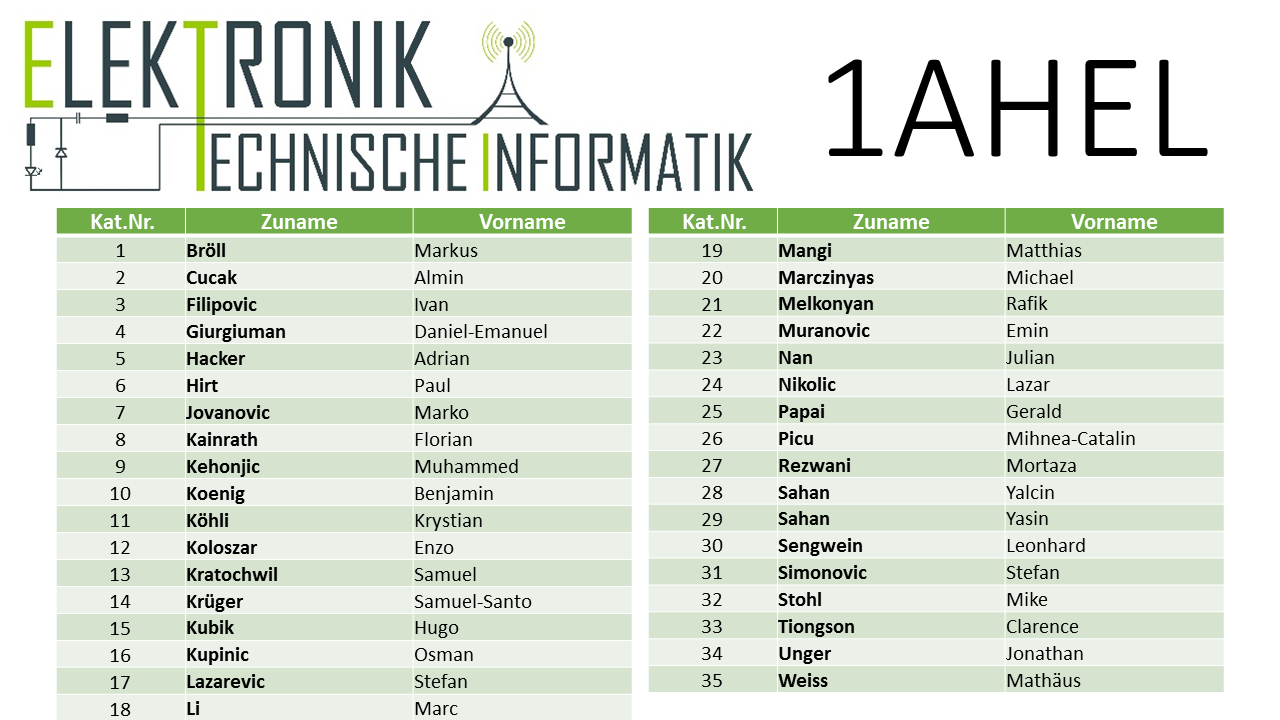 ELEKTRONIK
TECHNISCHE INFORMATIK
1AHEL
Kat.Nr. Zuname Vorname
1 Bröll Markus
2 Cucak Almin
3 Filipovic Ivan
4 Giurgiuman Daniel-Emanuel
5 Hacker Adrian
6 Hirt Paul
7 Jovanovic Marko
8 Kainrath Florian
9 Kehonjic Muhammed
10 Koenig Benjamin
11 Köhli Krystian
12 Koloszar Enzo
13 Kratochwil Samuel
14 Krüger Samuel-Santo
15 Kubik Hugo
16 Kupinic Osman
17 Lazarevic Stefan
18 Li Marc
Kat.Nr. Zuname Vorname
19 Mangi Matthias
20 Marczinyas Michael
21 Melkonyan Rafik
22 Muranovic Emin
23 Nan Julian
24 Nikolic Lazar
25 Papai Gerald
26 Picu Mihnea-Catalin
27 Rezwani Mortaza
28 Sahan Yalcin
29 Sahan Yasin
30 Sengwein Leonhard
31 Simonovic Stefan
32 Stohl Mike
33 Tiongson Clarence
34 Unger Jonathan
35 Weiss Mathäus